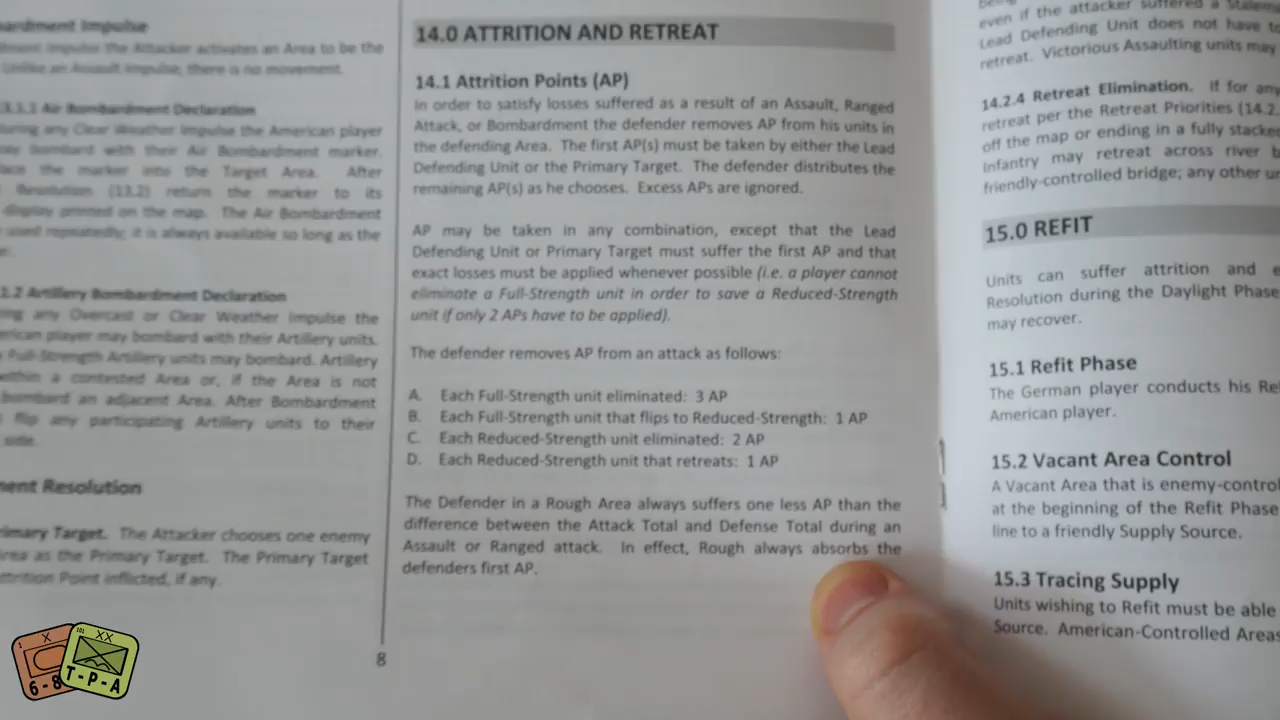 ardment Impulse
ment Impulse the Attacker activates an Area to be the
Unlike an Assault Impulse, there is no movement.
3.1.1 Air Bombardment Declaration
during any Clear Weather Impulse the American player
may bombard with their Air Bombardment marker.
lace the marker into the Target Area. After
Resolution (13.2) return the marker to its
display printed on the map. The Air Bombardment
used repeatedly; it is always available so long as the
1.2 Artillery Bombardment Declaration
ing any Overcast or Clear Weather Impulse the
erican player may bombard with their Artillery units.
Full-Strength Artillery units may bombard. Artillery
within a contested Area or, if the Area is not
bombard an adjacent Area. After Bombardment
flip any participating Artillery units to their
side.
ment Resolution
rimary Target. The Attacker chooses one enemy
Area as the Primary Target. The Primary Target
ttrition Point inflicted, if any.
8
14.0 ATTRITION AND RETREAT
14.1 Attrition Points (AP)
In order to satisfy losses suffered as a result of an Assault, Ranged
Attack, or Bombardment the defender removes AP from his units in
the defending Area. The first AP(s) must be taken by either the Lead
Defending Unit or the Primary Target. The defender distributes the
remaining AP(s) as he chooses. Excess APs are ignored.
AP may be taken in any combination, except that the Lead
Defending Unit or Primary Target must suffer the first AP and that
exact losses must be applied whenever possible (i.e. a player cannot
eliminate a Full-Strength unit in order to save a Reduced-Strength
unit if only 2 APs have to be applied).
The defender removes AP from an attack as follows:
A. Each Full-Strength unit eliminated: 3 AP
B. Each Full-Strength unit that flips to Reduced-Strength: 1 AP
C. Each Reduced-Strength unit eliminated: 2 AP
D. Each Reduced-Strength unit that retreats: 1 AP
The Defender in a Rough Area always suffers one less AP than the
difference between the Attack Total and Defense Total during an
Assault or Ranged attack. In effect, Rough always absorbs the
defenders first AP.
being
even if the attacker suffered a Stalem
Lead Defending Unit does not have to
retreat. Victorious Assaulting units may
14.2.4 Retreat Elimination. If for any
retreat per the Retreat Priorities (14.2.
off the map or ending in a fully stacked
Infantry may retreat across river b
friendly-controlled bridge; any other un
15.0 REFIT
Units can suffer attrition and e
Resolution during the Daylight Phase
may recover.
15.1 Refit Phase
The German player conducts his Re
American player.
15.2 Vacant Area Control
A Vacant Area that is enemy-control
at the beginning of the Refit Phase
line to a friendly Supply Source.
15.3 Tracing Supply
Units wishing to Refit must be able
Source. American-Controlled Areas
X
1
6-8
XX
T-P-A